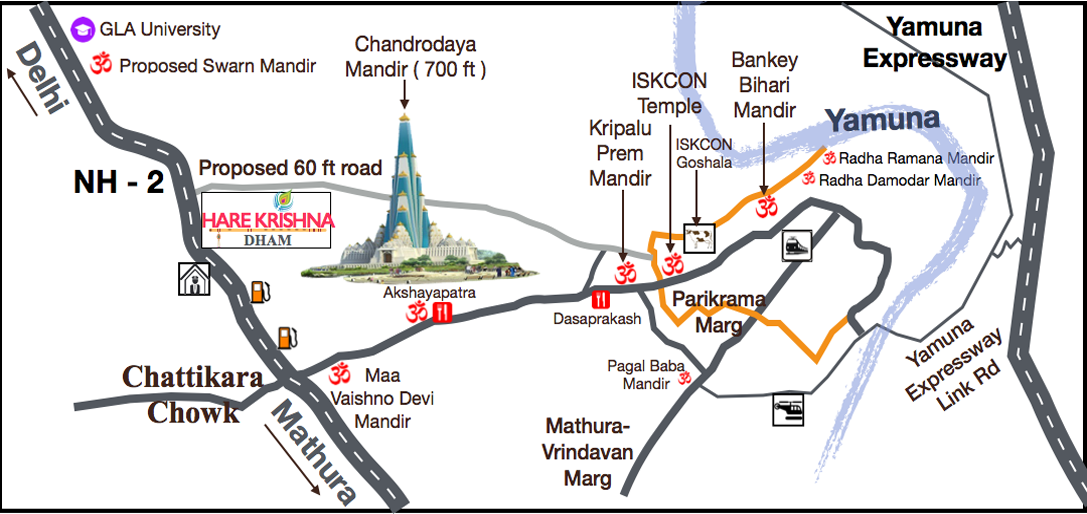 GLA University
ॐ Proposed Swarn Mandir
Delhi
NH - 2
Chandrodaya
Mandir ( 700 ft )
Proposed 60 ft road
HARE KRISHNA
DHAM
ISKCON
Temple
Kripalu
Prem
Mandir
ISKCON
Goshala
Bankey
Bihari
Mandir
Yamuna
Expressway
Yamuna
ॐ Radha Ramana Mandir
ॐ Radha Damodar Mandir
ॐ
ॐ
ॐ
Akshayapatra
ॐ
Dasaprakash
Parikrama
Marg
Pagal Baba
Mandir ॐ
Yamuna
Expressway
Link Rd
Chattikara
Chowk
ॐ Maa
Vaishno Devi
Mandir
Mathura
Mathura-
Vrindavan
Marg